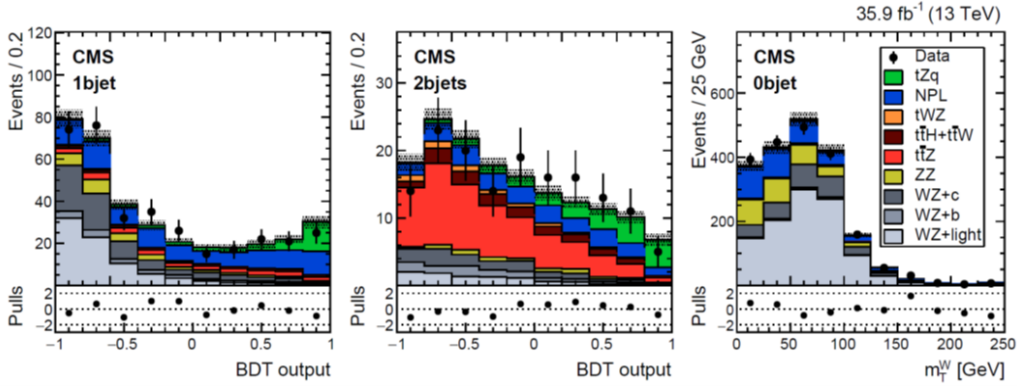 35.9 fb⁻¹ (13 TeV)
Events / 0.2
120
100
80
60
40
20
CMS
1bjet
Pulls
2
0
−2
−1
−0.5
0
0.5
1
BDT output
Events / 0.2
30
20
10
CMS
2bjets
Pulls
2
0
−2
−1
−0.5
0
0.5
1
BDT output
Events / 25 GeV
600
400
200
CMS
0bjet
Data
tZq
NPL
tWZ
tt̄H+tt̄W
tt̄Z
ZZ
WZ+c
WZ+b
WZ+light
Pulls
2
0
−2
0
50
100
150
200
250
m_T^W [GeV]